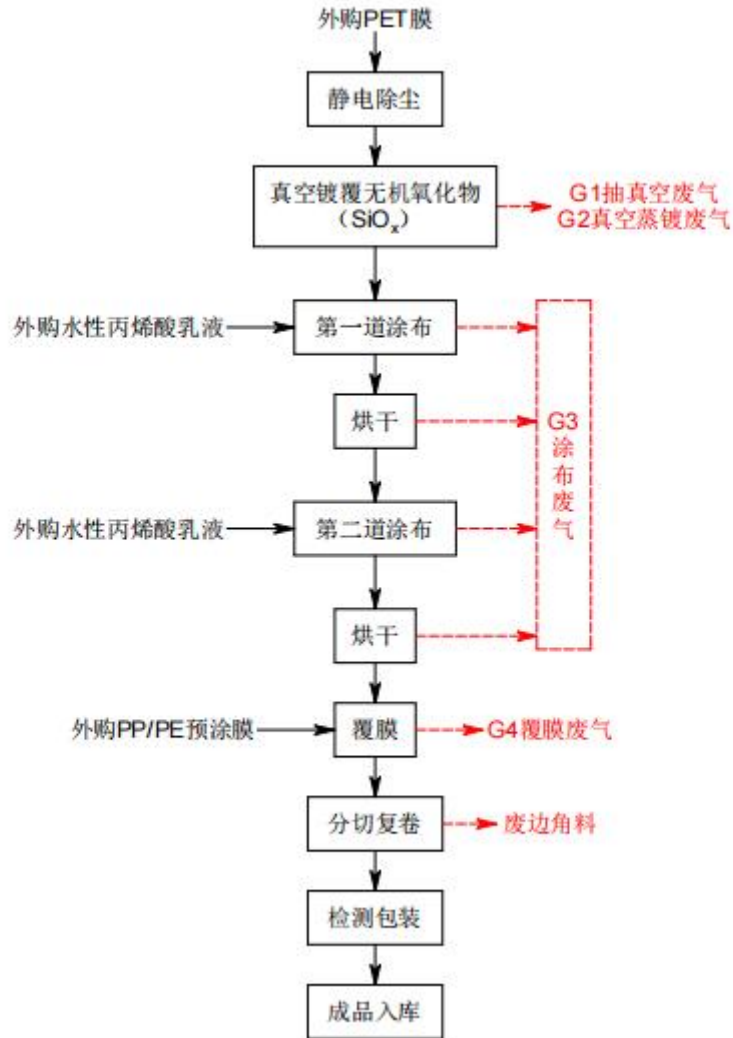 外购PET膜
静电除尘
真空镀覆无机氧化物
（SiOx）
G1抽真空废气
G2真空蒸镀废气
外购水性丙烯酸乳液
第一道涂布
烘干
G3
涂
布
废
气
外购水性丙烯酸乳液
第二道涂布
烘干
外购PP/PE预涂膜
覆膜
G4覆膜废气
分切复卷
废边角料
检测包装
成品入库